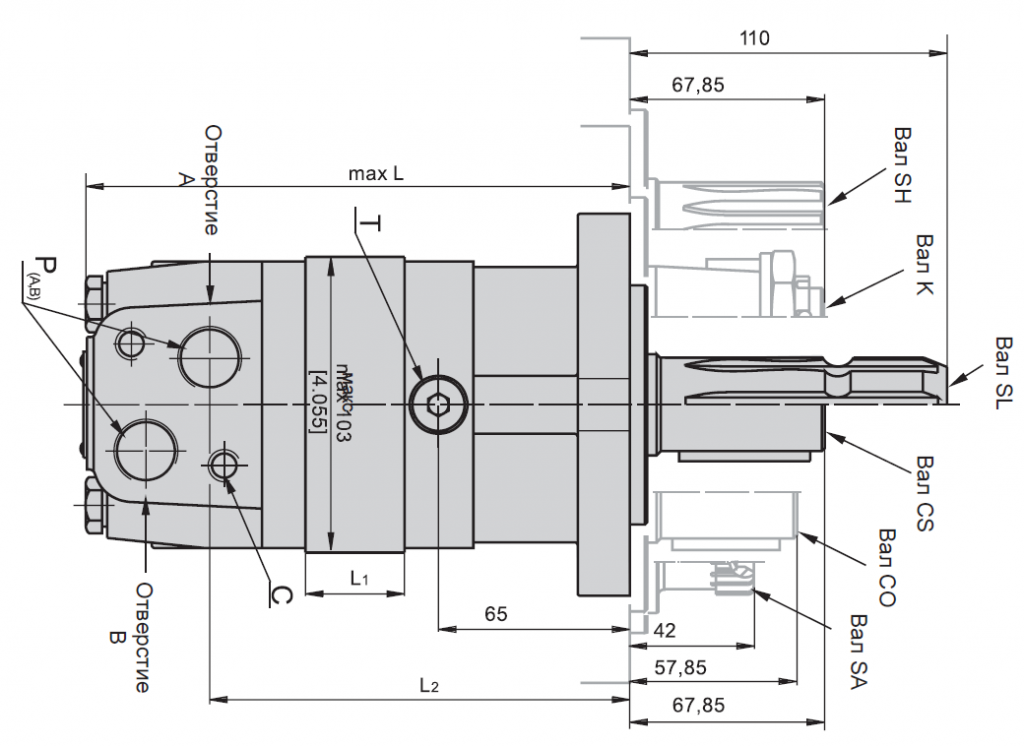 110
67,85
Вал SH
Отверстие
A
max L
T
Вал K
P
(A,B)
Вал SL
max 103
макс
[4.055]
Вал CS
Вал CO
L1
C
65
Отверстие
B
42
Вал SA
57,85
L2
67,85